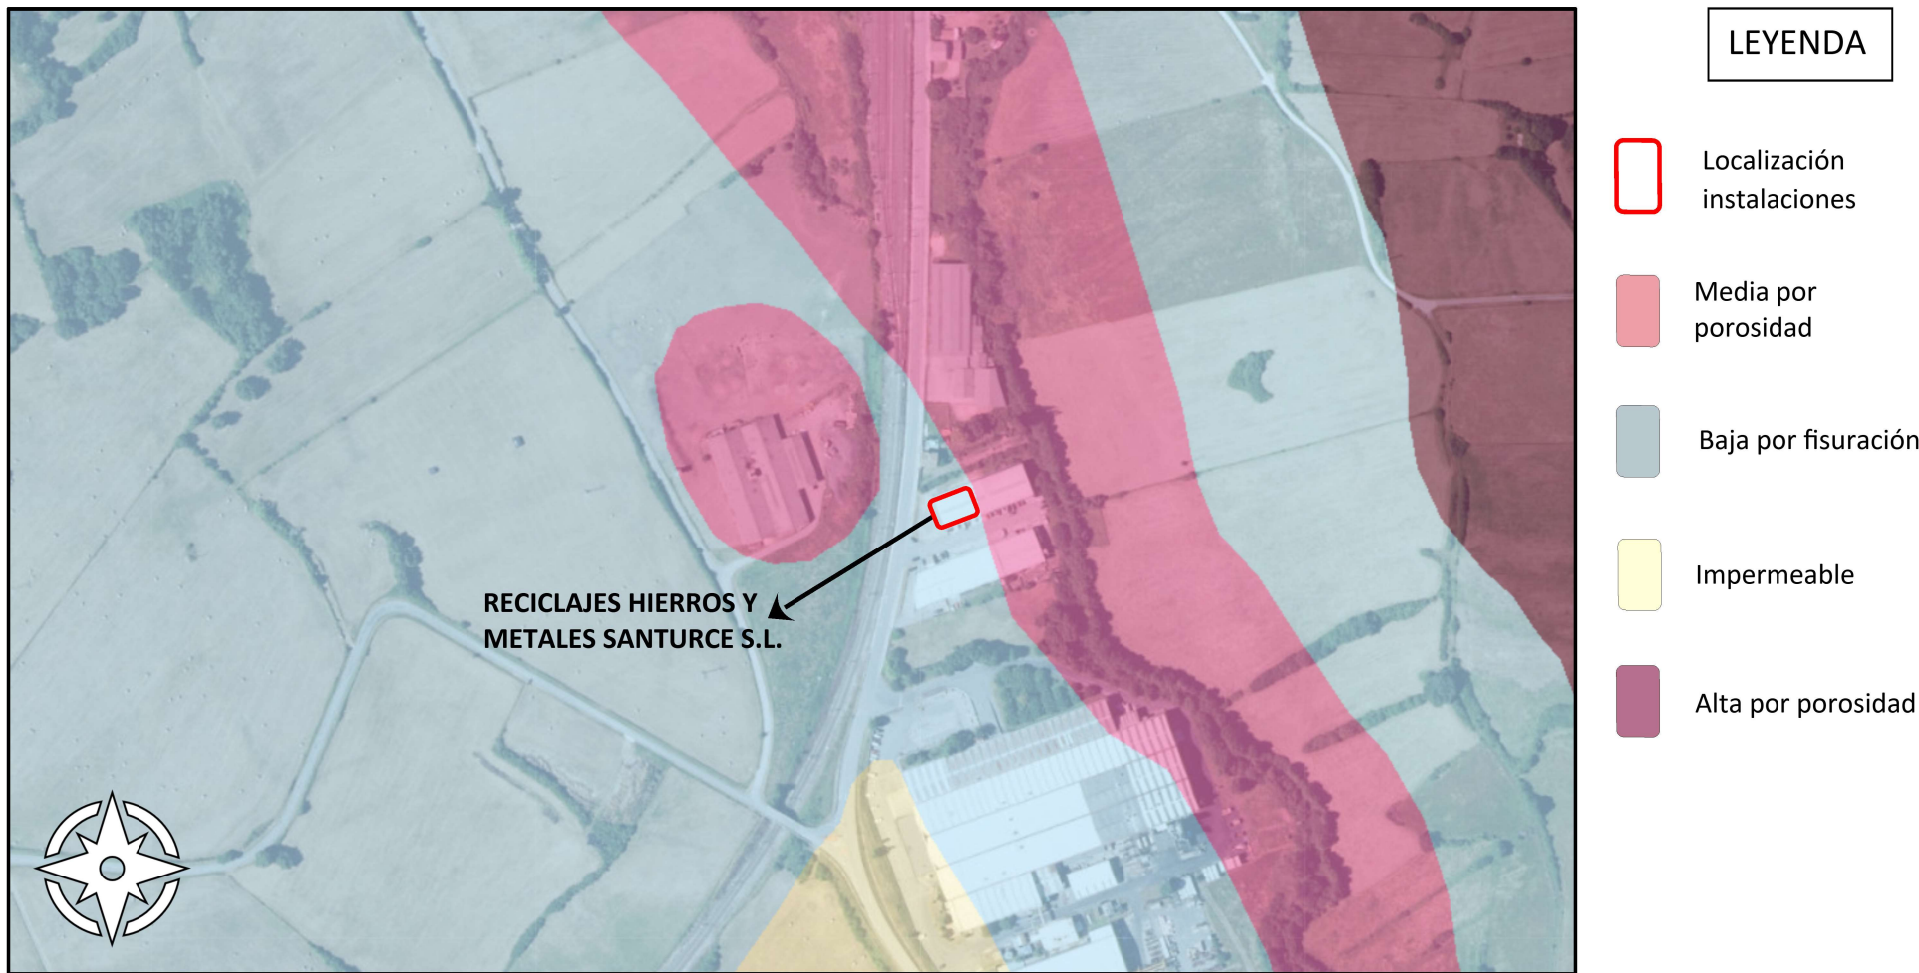 LEYENDA
Localización
instalaciones
Media por
porosidad
Baja por fisuración
Impermeable
Alta por porosidad
RECICLAJES HIERROS Y
METALES SANTURCE S.L.